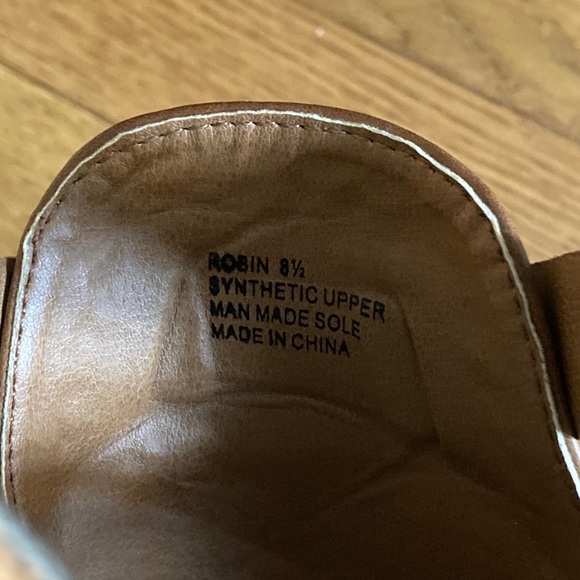 ROBIN 8½
SYNTHETIC UPPER
MAN MADE SOLE
MADE IN CHINA